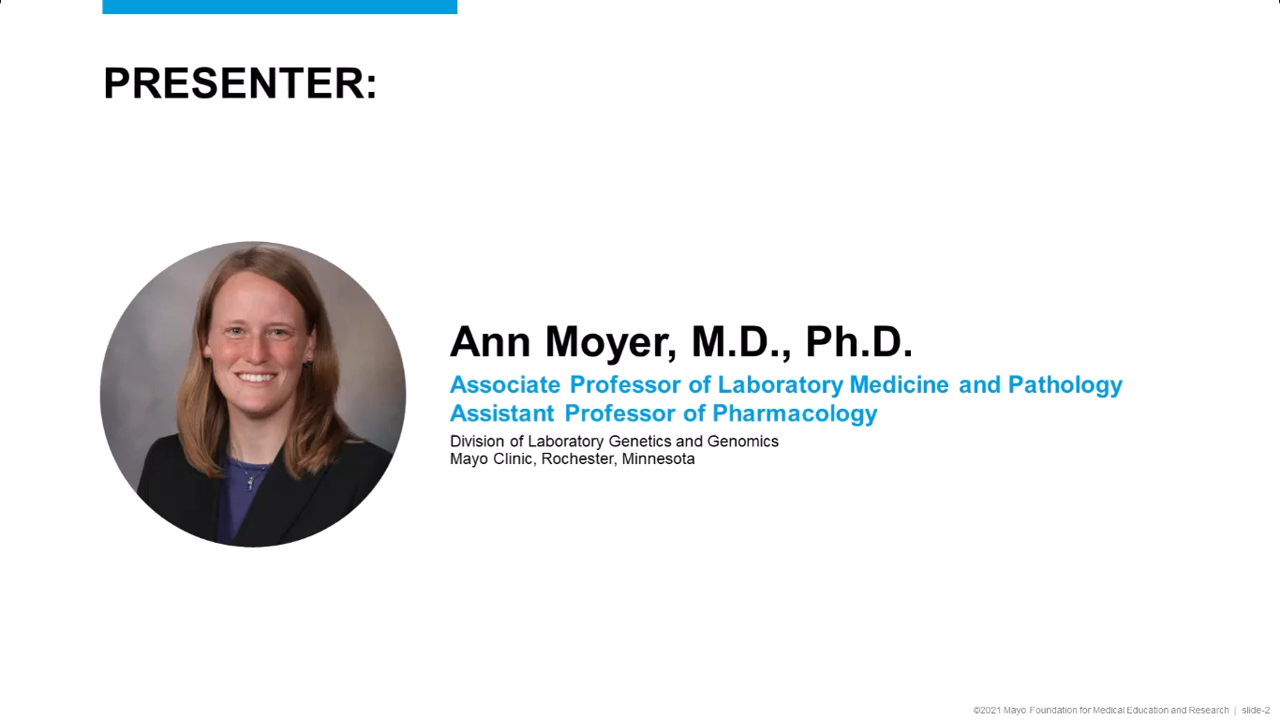 PRESENTER:
Ann Moyer, M.D., Ph.D.
Associate Professor of Laboratory Medicine and Pathology
Assistant Professor of Pharmacology
Division of Laboratory Genetics and Genomics
Mayo Clinic, Rochester, Minnesota
©2021 Mayo Foundation for Medical Education and Research | slide-2